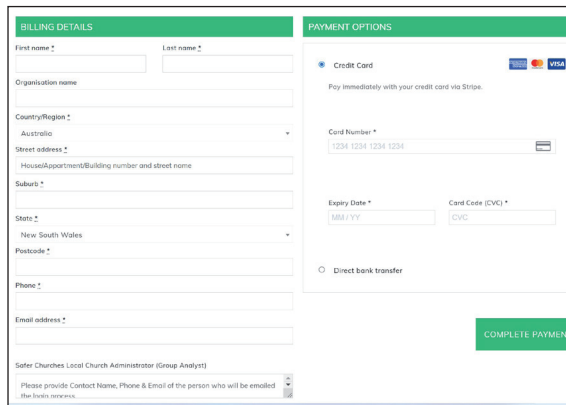 BILLING DETAILS
First name *
Last name *
Organisation name
Country/Region *
Australia
Street address *
House/Appartment/Building number and street name
Suburb *
State *
New South Wales
Postcode *
Phone *
Email address *
Safer Churches Local Church Administrator (Group Analyst)
Please provide Contact Name, Phone & Email of the person who will be emailed
the login process
PAYMENT OPTIONS
Credit Card
VISA
Pay immediately with your credit card via Stripe.
Card Number *
1234 1234 1234 1234
Expiry Date *
Card Code (CVC) *
MM / YY
CVC
Direct bank transfer
COMPLETE PAYMEN